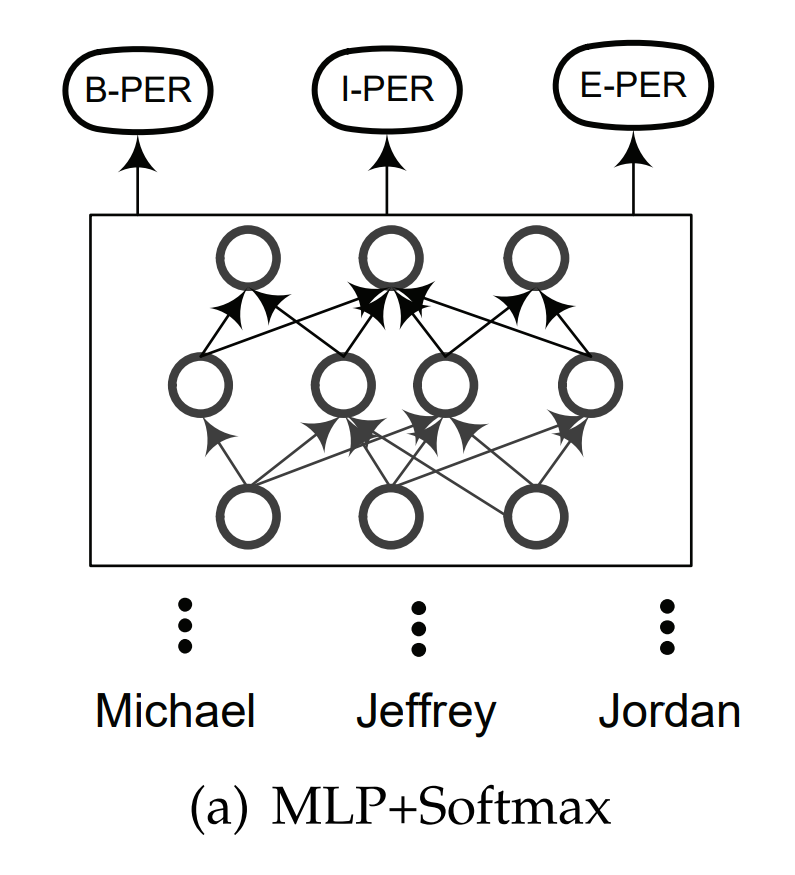 B-PER I-PER E-PER
Michael Jeffrey Jordan
(a) MLP+Softmax